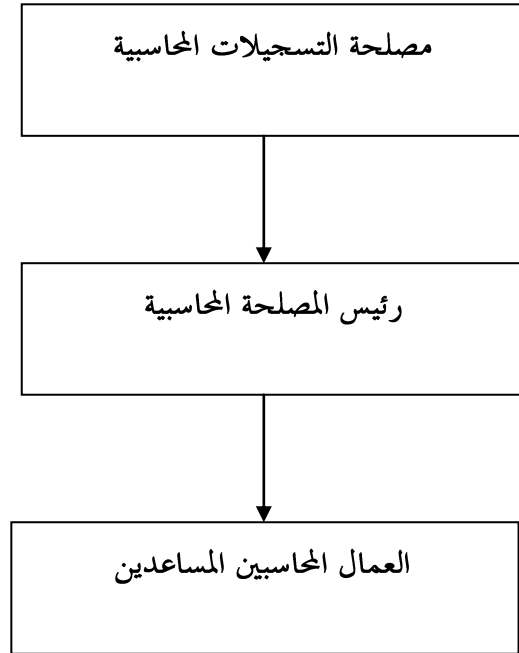 مصلحة التسجيلات المحاسبية
رئيس المصلحة المحاسبية
العمال المحاسبين المساعدين